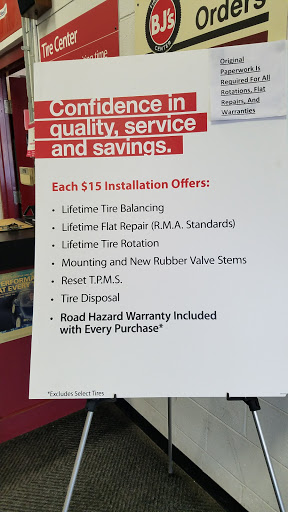 Orders
BJ's
CENTER
Tire Center
Original
Paperwork Is
Required For All
Rotations, Flat
Repairs, And
Warranties
Confidence in
quality, service
and savings.
Each $15 Installation Offers:
• Lifetime Tire Balancing
• Lifetime Flat Repair (R.M.A. Standards)
• Lifetime Tire Rotation
• Mounting and New Rubber Valve Stems
• Reset T.P.M.S.
• Tire Disposal
• Road Hazard Warranty Included
with Every Purchase*
*Excludes Select Tires